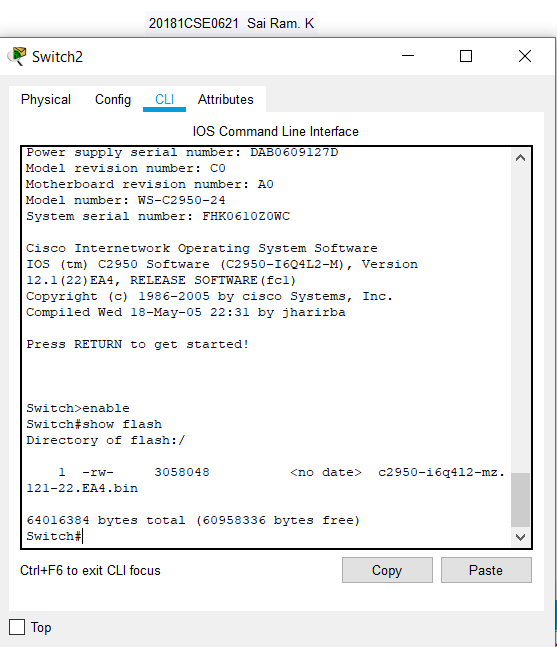 20181CSE0621 Sai Ram. K
Switch2
Physical Config CLI Attributes
IOS Command Line Interface
Power supply serial number: DAB0609127D
Model revision number: C0
Motherboard revision number: A0
Model number: WS-C2950-24
System serial number: FHK0610Z0WC
Cisco Internetwork Operating System Software
IOS (tm) C2950 Software (C2950-I6Q4L2-M), Version
12.1(22)EA4, RELEASE SOFTWARE(fc1)
Copyright (c) 1986-2005 by cisco Systems, Inc.
Compiled Wed 18-May-05 22:31 by jharirba
Press RETURN to get started!
Switch>enable
Switch#show flash
Directory of flash:/
1 -rw- 3058048 <no date> c2950-i6q4l2-mz.
121-22.EA4.bin
64016384 bytes total (60958336 bytes free)
Switch#
Ctrl+F6 to exit CLI focus
Copy Paste
Top